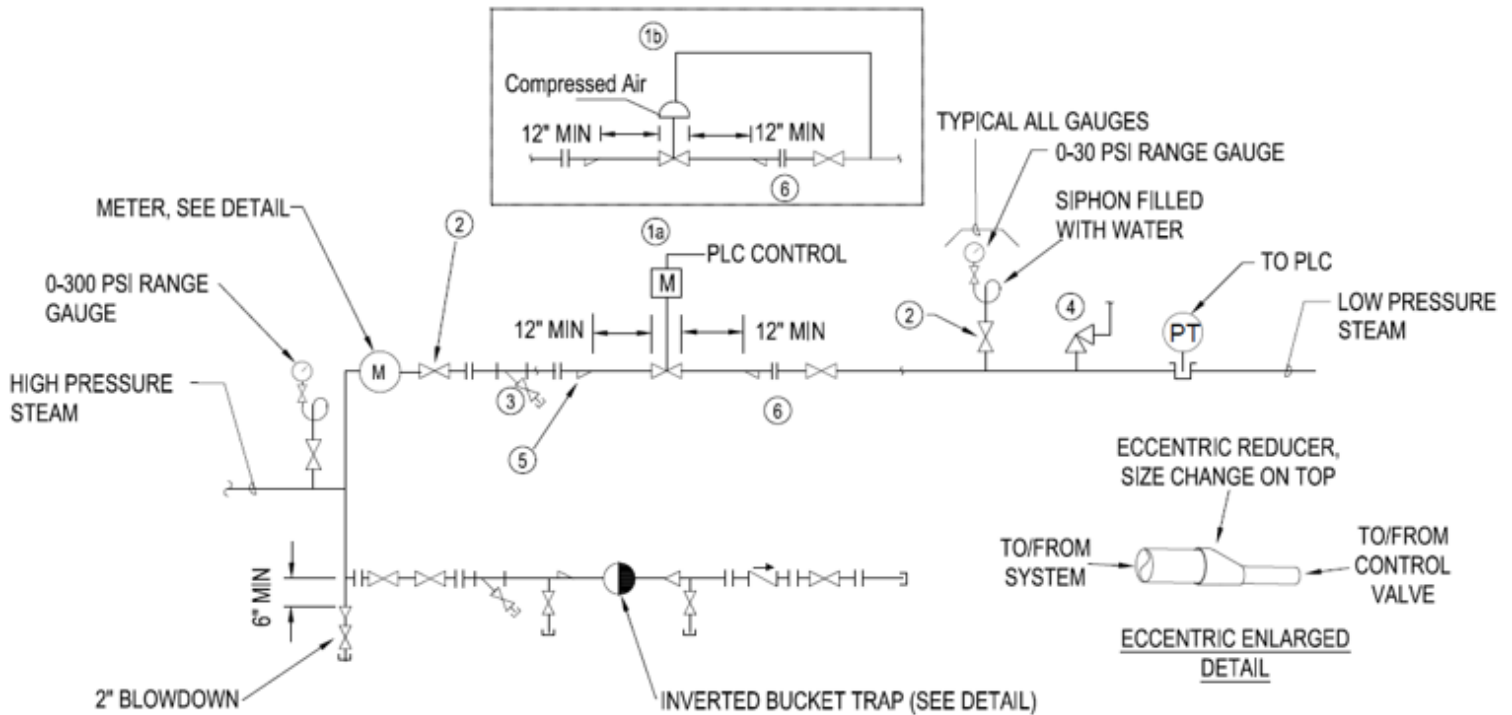 1b
Compressed Air
12" MIN
12" MIN
6
TYPICAL ALL GAUGES
0-30 PSI RANGE
GAUGE
SIPHON FILLED
WITH WATER
METER, SEE DETAIL
2
1a
PLC CONTROL
M
0-300 PSI RANGE
GAUGE
12" MIN
12" MIN
2
4
TO PLC
PT
LOW PRESSURE
STEAM
HIGH PRESSURE
STEAM
M
3
6
5
ECCENTRIC REDUCER,
SIZE CHANGE ON TOP
TO/FROM
SYSTEM
TO/FROM
CONTROL
VALVE
ECCENTRIC ENLARGED
DETAIL
6" MIN
2" BLOWDOWN
INVERTED BUCKET TRAP (SEE DETAIL)